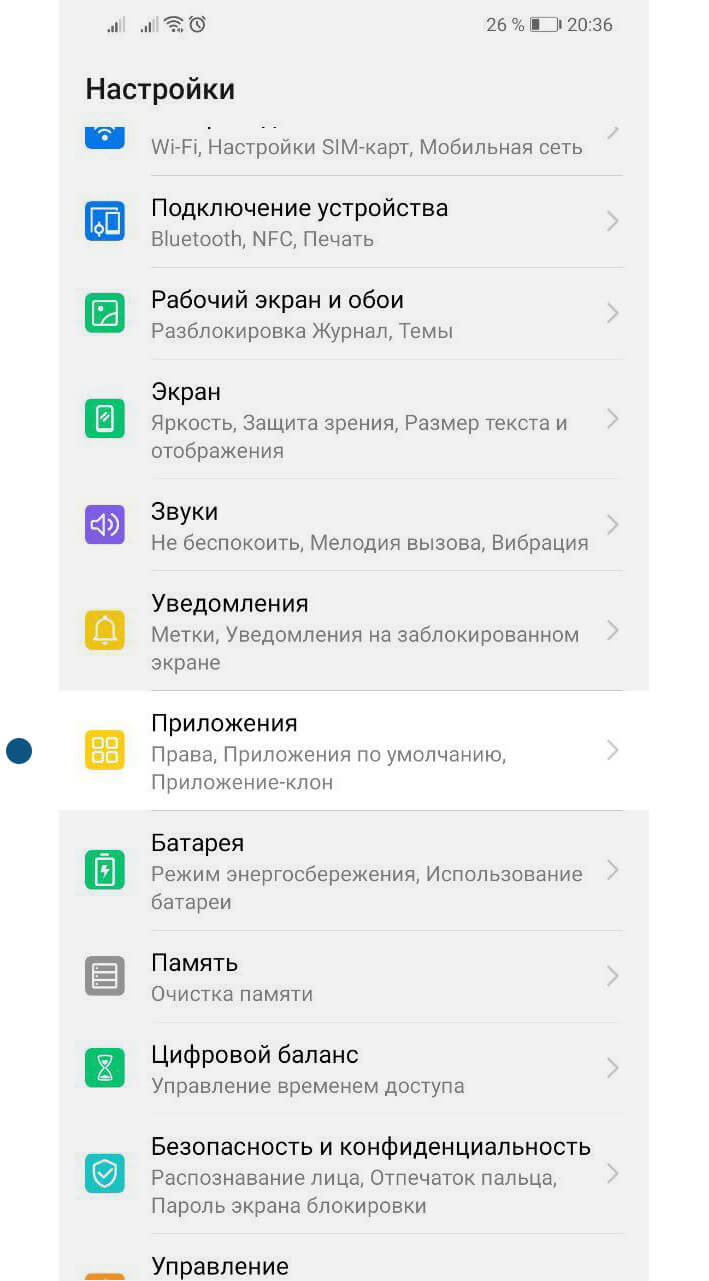 26 % 20:36
Настройки
Wi-Fi, Настройки SIM-карт, Мобильная сеть
Подключение устройства
Bluetooth, NFC, Печать
Рабочий экран и обои
Разблокировка Журнал, Темы
Экран
Яркость, Защита зрения, Размер текста и
отображения
Звуки
Не беспокоить, Мелодия вызова, Вибрация
Уведомления
Метки, Уведомления на заблокированном
экране
Приложения
Права, Приложения по умолчанию,
Приложение-клон
Батарея
Режим энергосбережения, Использование
батареи
Память
Очистка памяти
Цифровой баланс
Управление временем доступа
Безопасность и конфиденциальность
Распознавание лица, Отпечаток пальца,
Пароль экрана блокировки
Управление